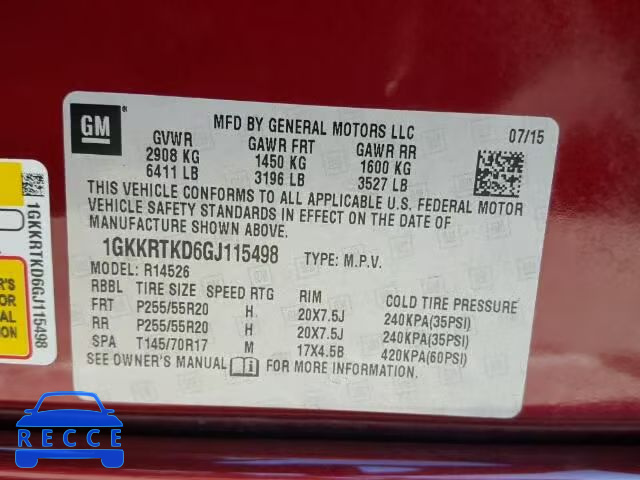 GM
MFD BY GENERAL MOTORS LLC
07/15
GVWR GAWR FRT GAWR RR
2908 KG 1450 KG 1600 KG
6411 LB 3196 LB 3527 LB
THIS VEHICLE CONFORMS TO ALL APPLICABLE U.S. FEDERAL MOTOR
VEHICLE SAFETY STANDARDS IN EFFECT ON THE DATE OF
MANUFACTURE SHOWN ABOVE.
1GKKRTKD6GJ115498 TYPE: M.P.V.
MODEL: R14526
RBBL TIRE SIZE SPEED RTG RIM COLD TIRE PRESSURE
FRT P255/55R20 H 20X7.5J 240KPA(35PSI)
RR P255/55R20 H 20X7.5J 240KPA(35PSI)
SPA T145/70R17 M 17X4.5B 420KPA(60PSI)
SEE OWNER'S MANUAL i FOR MORE INFORMATION.
1GKKRTKD6GJ115498
R'S
FOR
AL
ON
RECCE